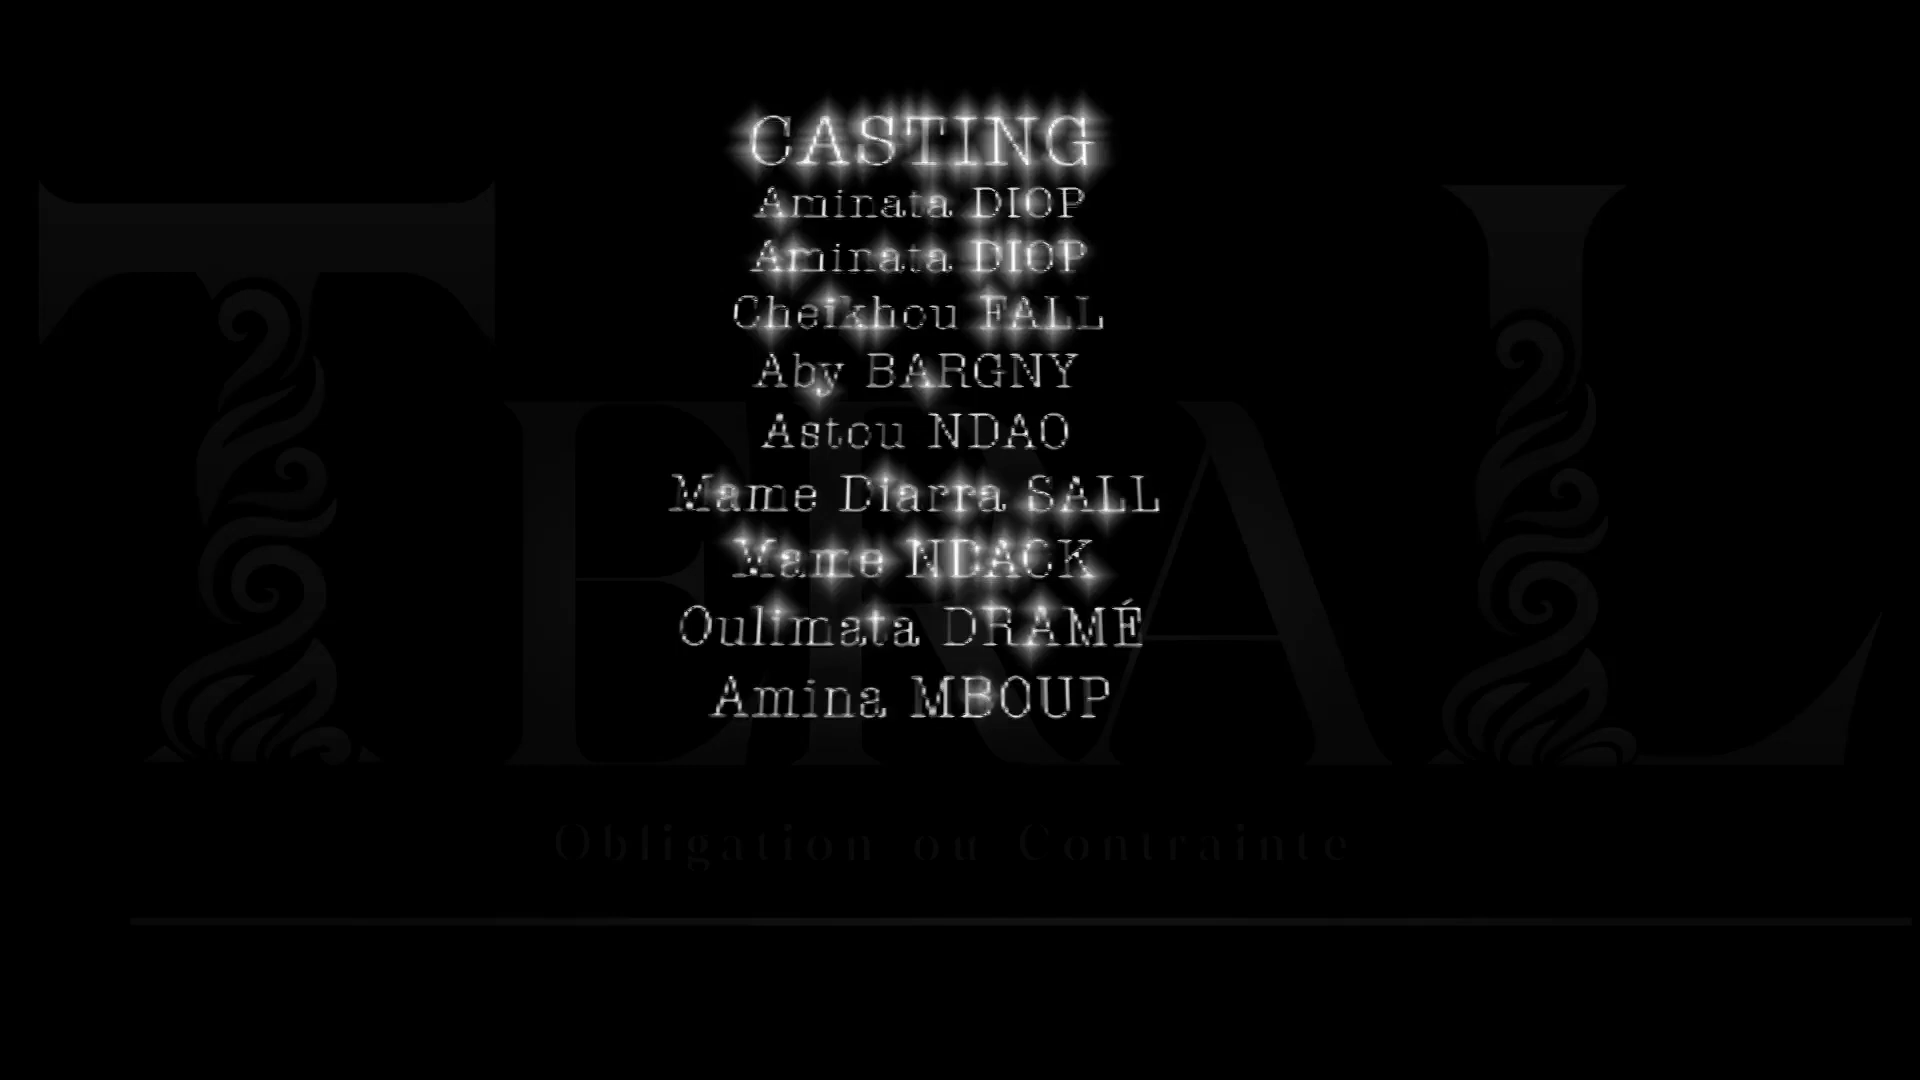 CASTING
Aminata DIOP
Aminata DIOP
Cheikhou FALL
Aby BARGNY
Astou NDAO
Mame Diarra SALL
Mame NDACK
Oulimata DRAMÉ
Amina MBOUP
TERAL
Obligation ou Contrainte